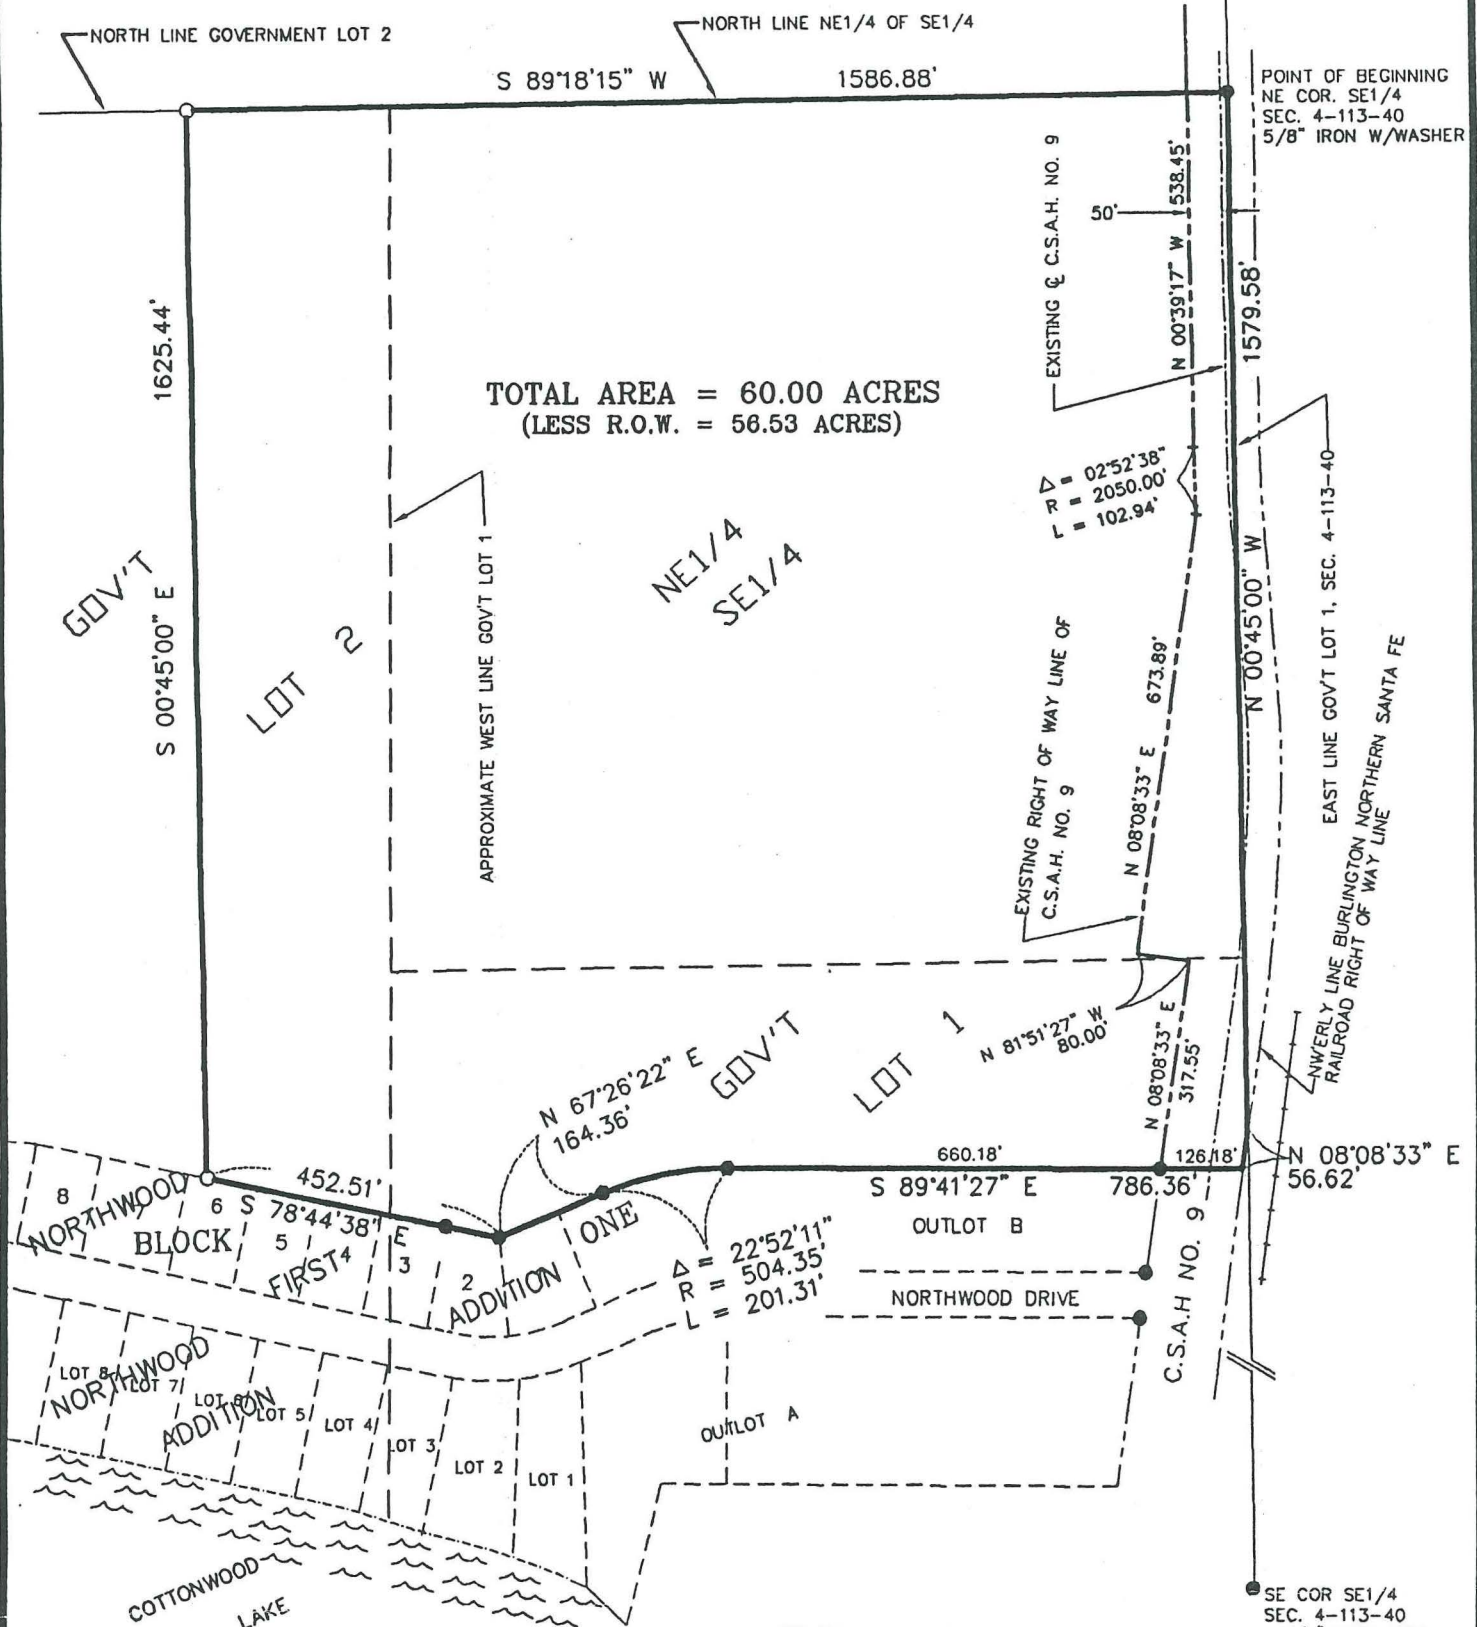 NORTH LINE GOVERNMENT LOT 2
NORTH LINE NE1/4 OF SE1/4
S 89°18'15" W 1586.88'
POINT OF BEGINNING
NE COR. SE1/4
SEC. 4-113-40
5/8" IRON W/WASHER
1625.44'
S 00°45'00" E
GOV'T
LOT 2
TOTAL AREA = 60.00 ACRES
(LESS R.O.W. = 56.53 ACRES)
APPROXIMATE WEST LINE GOV'T LOT 1
NE1/4
SE1/4
EXISTING ℄ C.S.A.H. NO. 9
50'
N 00°39'17" W 538.45'
1579.58'
N 00°45'00" W
Δ = 02°52'38"
R = 2050.00'
L = 102.94'
EXISTING RIGHT OF WAY LINE OF
C.S.A.H. NO. 9
N 08°08'33" E 673.89'
EAST LINE GOV'T LOT 1, SEC. 4-113-40
NW'ERLY LINE BURLINGTON NORTHERN SANTA FE
RAILROAD RIGHT OF WAY LINE
GOV'T
LOT 1
N 81°51'27" W
80.00'
N 08°08'33" E
317.55'
N 67°26'22" E
164.36'
660.18'
126.18'
S 89°41'27" E 786.36'
N 08°08'33" E
56.62'
452.51'
S 78°44'38" E
8
6
5
4
3
2
NORTHWOOD
FIRST
ADDITION
BLOCK
ONE
Δ = 22°52'11"
R = 504.35'
L = 201.31'
OUTLOT B
NORTHWOOD DRIVE
C.S.A.H NO. 9
NORTHWOOD
ADDITION
LOT 8
LOT 7
LOT 6
LOT 5
LOT 4
LOT 3
LOT 2
LOT 1
OUTLOT A
COTTONWOOD
LAKE
SE COR SE1/4
SEC. 4-113-40